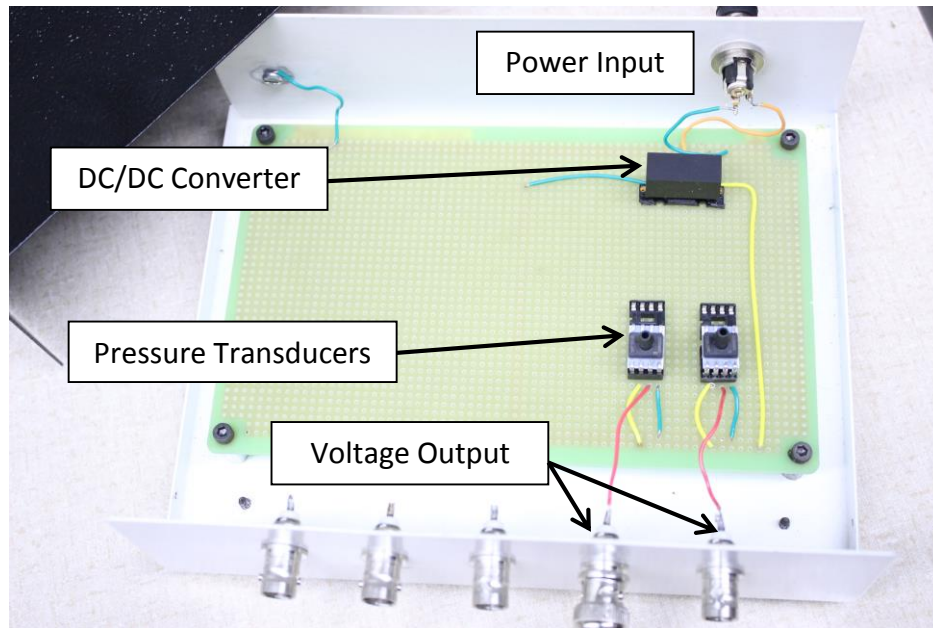 Power Input
DC/DC Converter
Pressure Transducers
Voltage Output